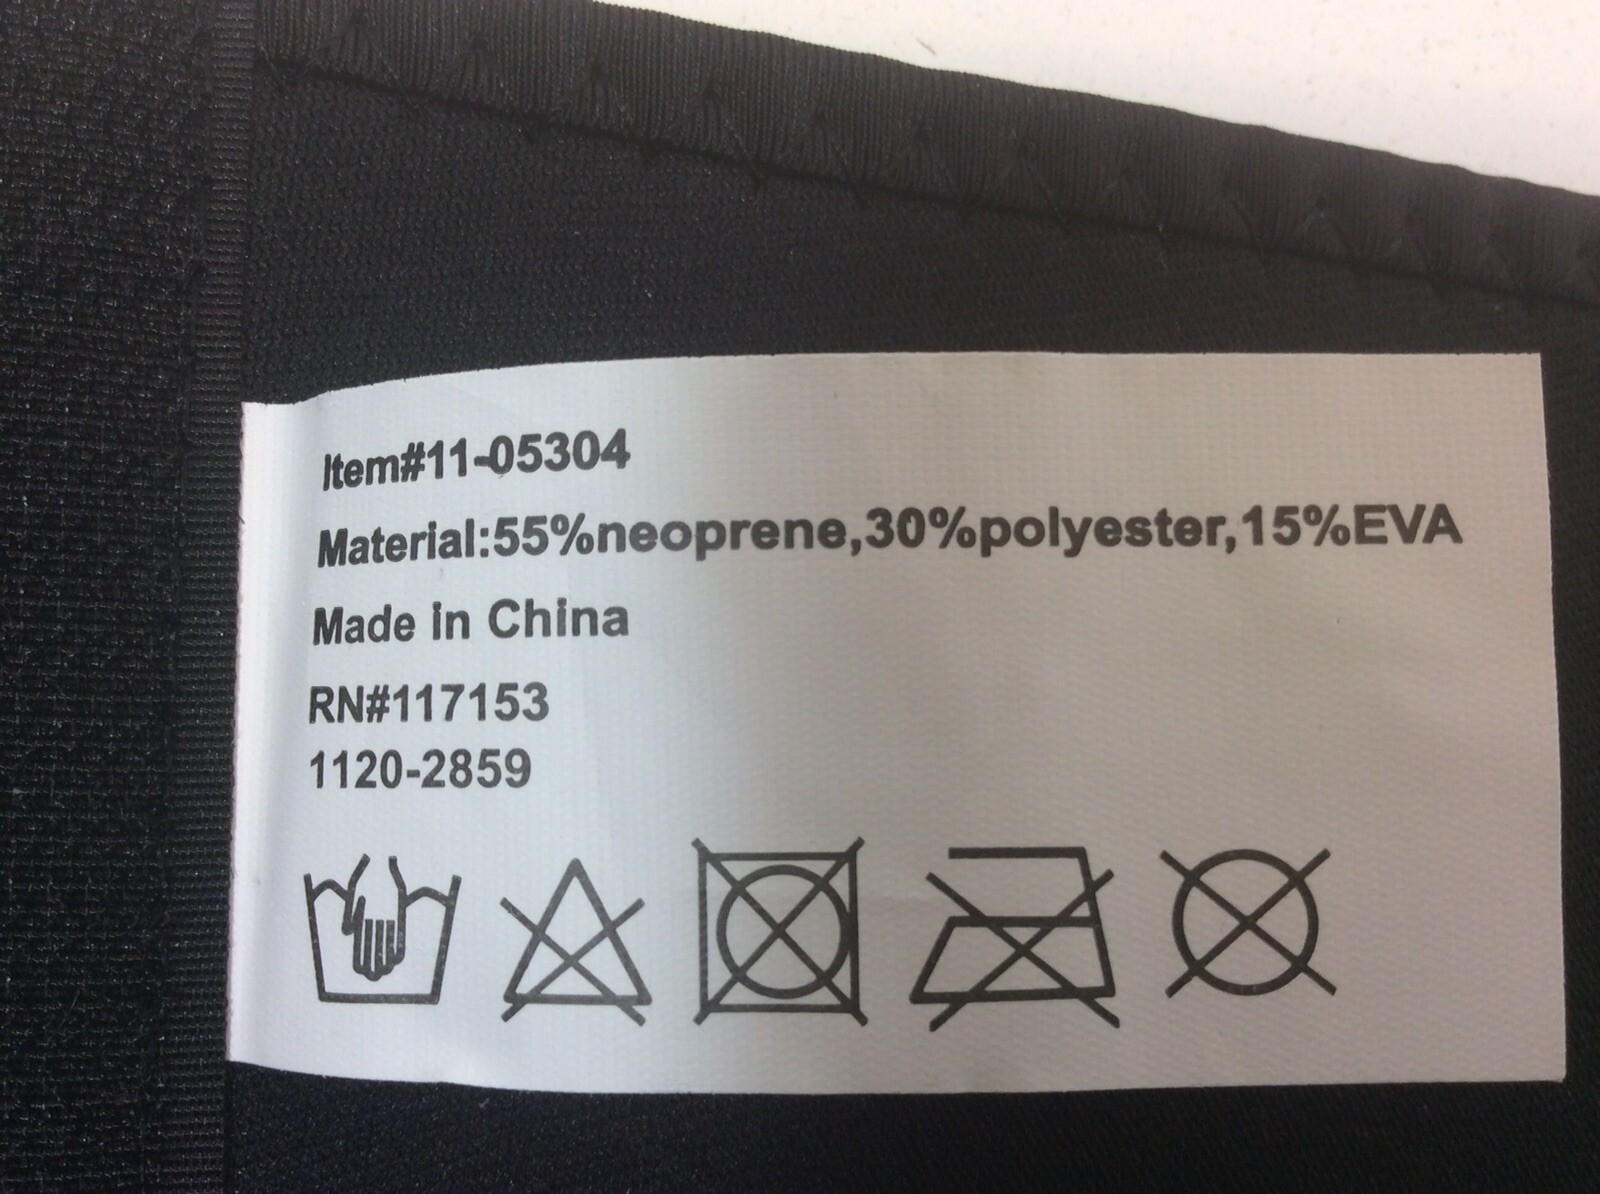 Item#11-05304
Material:55%neoprene,30%polyester,15%EVA
Made in China
RN#117153
1120-2859